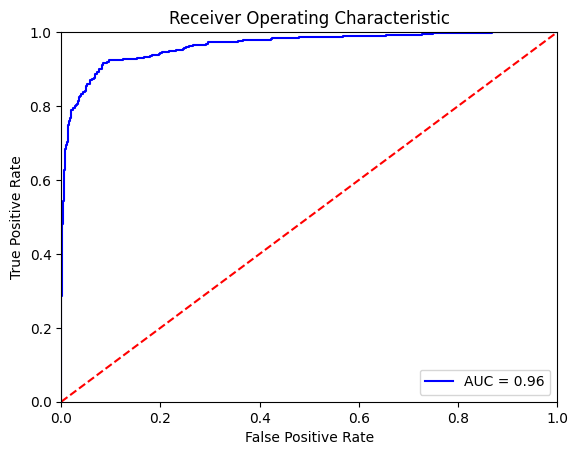 Receiver Operating Characteristic
1.0
0.8
0.6
0.4
0.2
0.0
True Positive Rate
AUC = 0.96
0.0 0.2 0.4 0.6 0.8 1.0
False Positive Rate